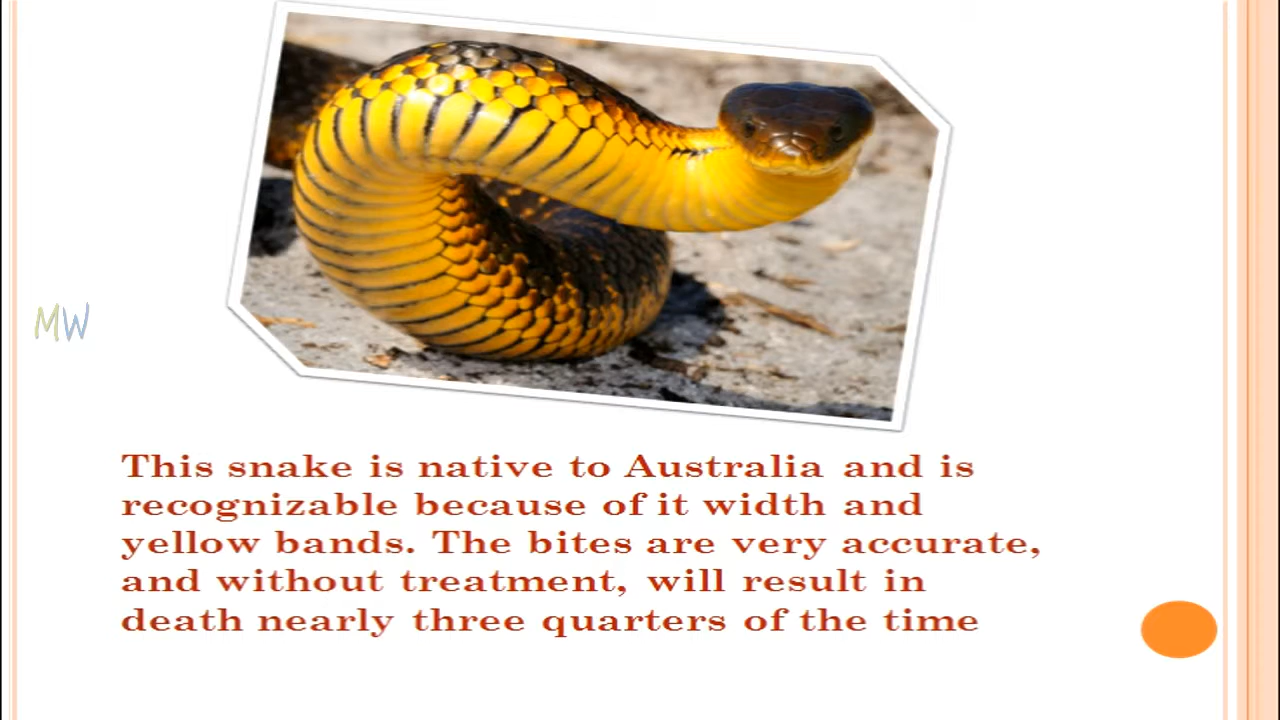 MW
This snake is native to Australia and is
recognizable because of it width and
yellow bands. The bites are very accurate,
and without treatment, will result in
death nearly three quarters of the time